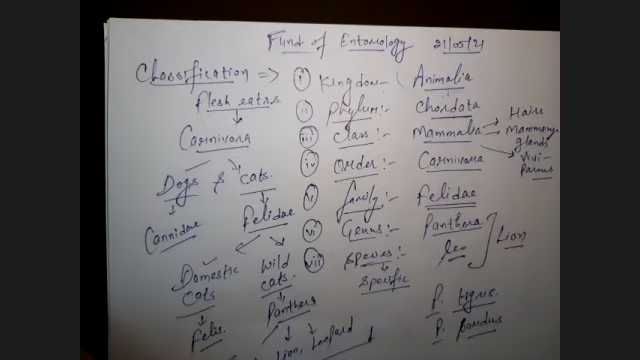 Fund of Entomology 21/05/21
Classification => i Kingdom:- Animalia
Flesh eaters
ii Phylum:- Chordata
Carnivora
iii Class:- Mammalia
Hairs
Mammary glands
Vivi-
Parous
iv Order:- Carnivora
Dogs & Cats
v family:- Felidae
Cannidae Felidae
vi Genus:- Panthera
Leo
Lion
vii Species:-
Specific
Domestic Cats
Wild Cats
Felis
Panthera
P. tigris
P. pardus
Lion, Leopard